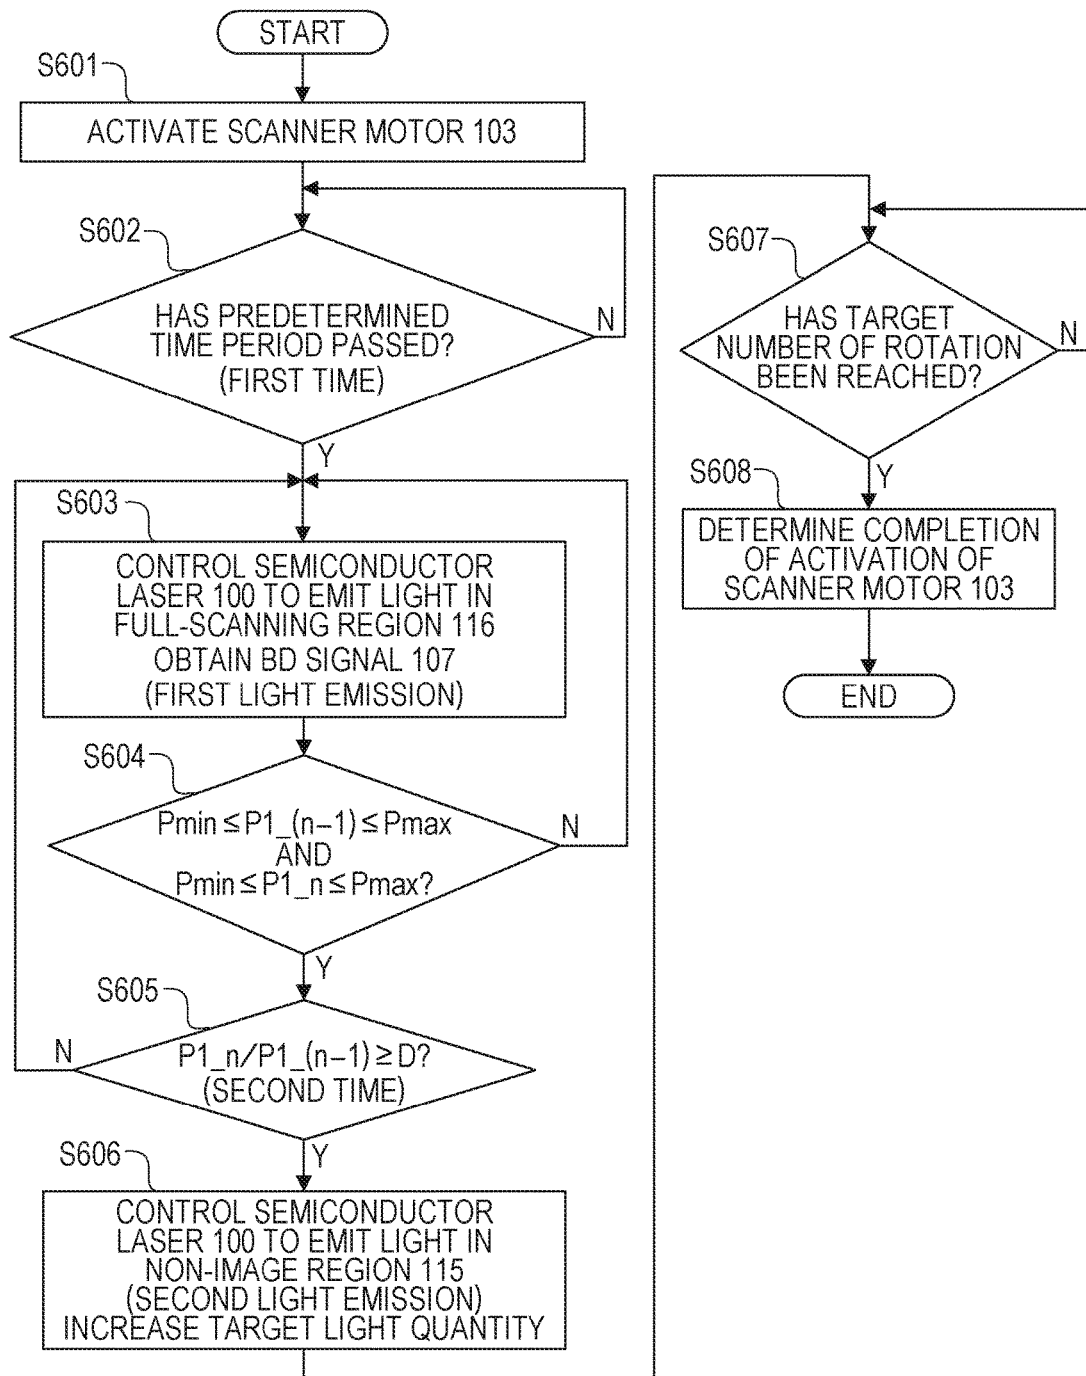 START
S601
ACTIVATE SCANNER MOTOR 103
S602
HAS PREDETERMINED
TIME PERIOD PASSED?
(FIRST TIME)
N
Y
S603
CONTROL SEMICONDUCTOR
LASER 100 TO EMIT LIGHT IN
FULL-SCANNING REGION 116
OBTAIN BD SIGNAL 107
(FIRST LIGHT EMISSION)
S604
Pmin ≤ P1_(n−1) ≤ Pmax
AND
Pmin ≤ P1_n ≤ Pmax?
N
Y
S605
P1_n/P1_(n−1) ≥ D?
(SECOND TIME)
N
Y
S606
CONTROL SEMICONDUCTOR
LASER 100 TO EMIT LIGHT IN
NON-IMAGE REGION 115
(SECOND LIGHT EMISSION)
INCREASE TARGET LIGHT QUANTITY
S607
HAS TARGET
NUMBER OF ROTATION
BEEN REACHED?
N
Y
S608
DETERMINE COMPLETION
OF ACTIVATION OF
SCANNER MOTOR 103
END